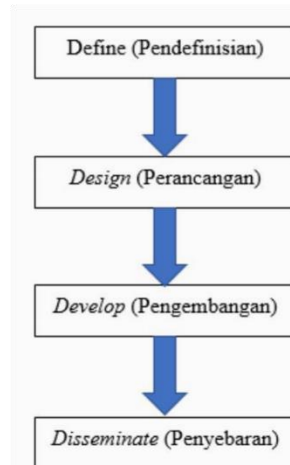 Define (Pendefinisian)
Design (Perancangan)
Develop (Pengembangan)
Disseminate (Penyebaran)